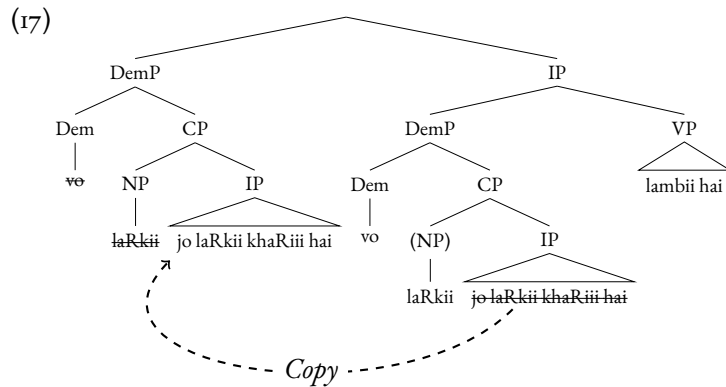 (17)
DemP IP
Dem CP DemP VP
vo NP IP Dem CP lambii hai
laRkii jo laRkii khaRiii hai vo (NP) IP
laRkii jo laRkii khaRiii hai
Copy